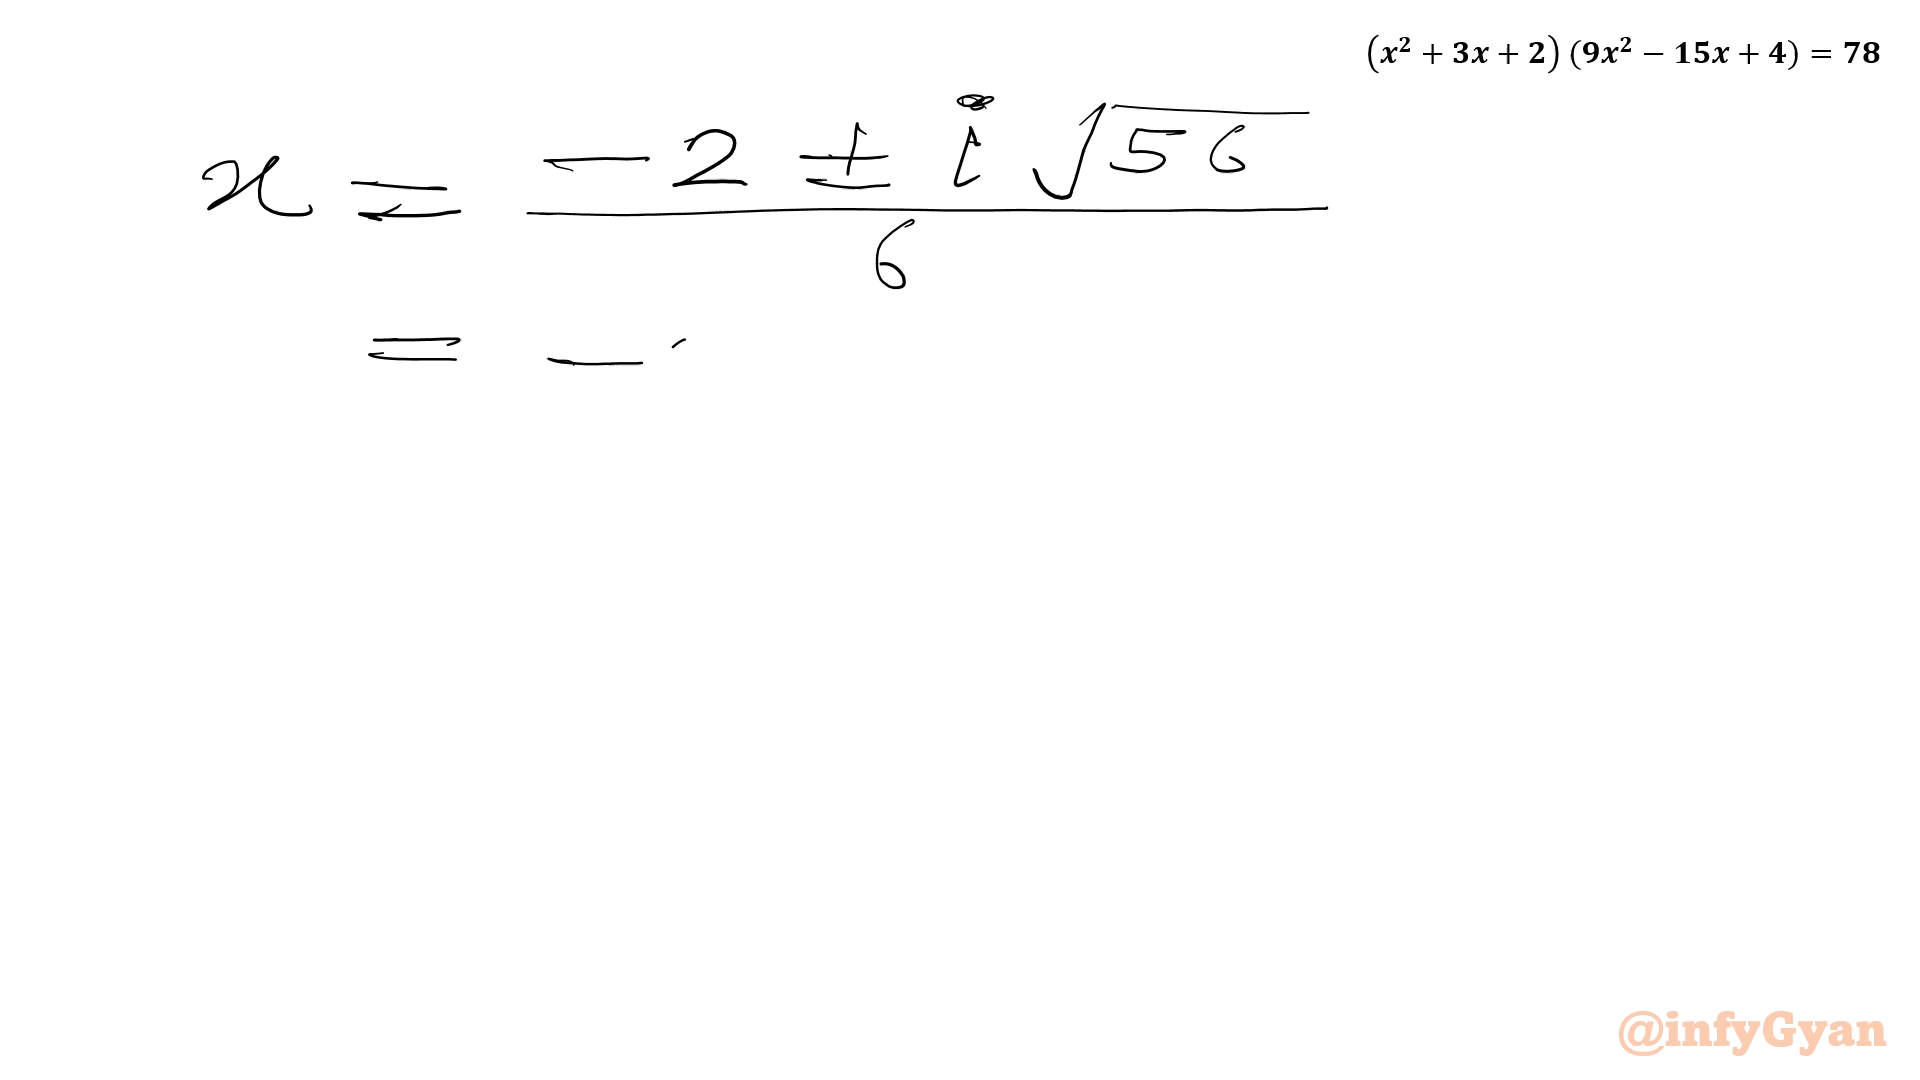 (x² + 3x + 2) (9x² − 15x + 4) = 78
x = (−2 ± i √56) / 6
= −
@infyGyan